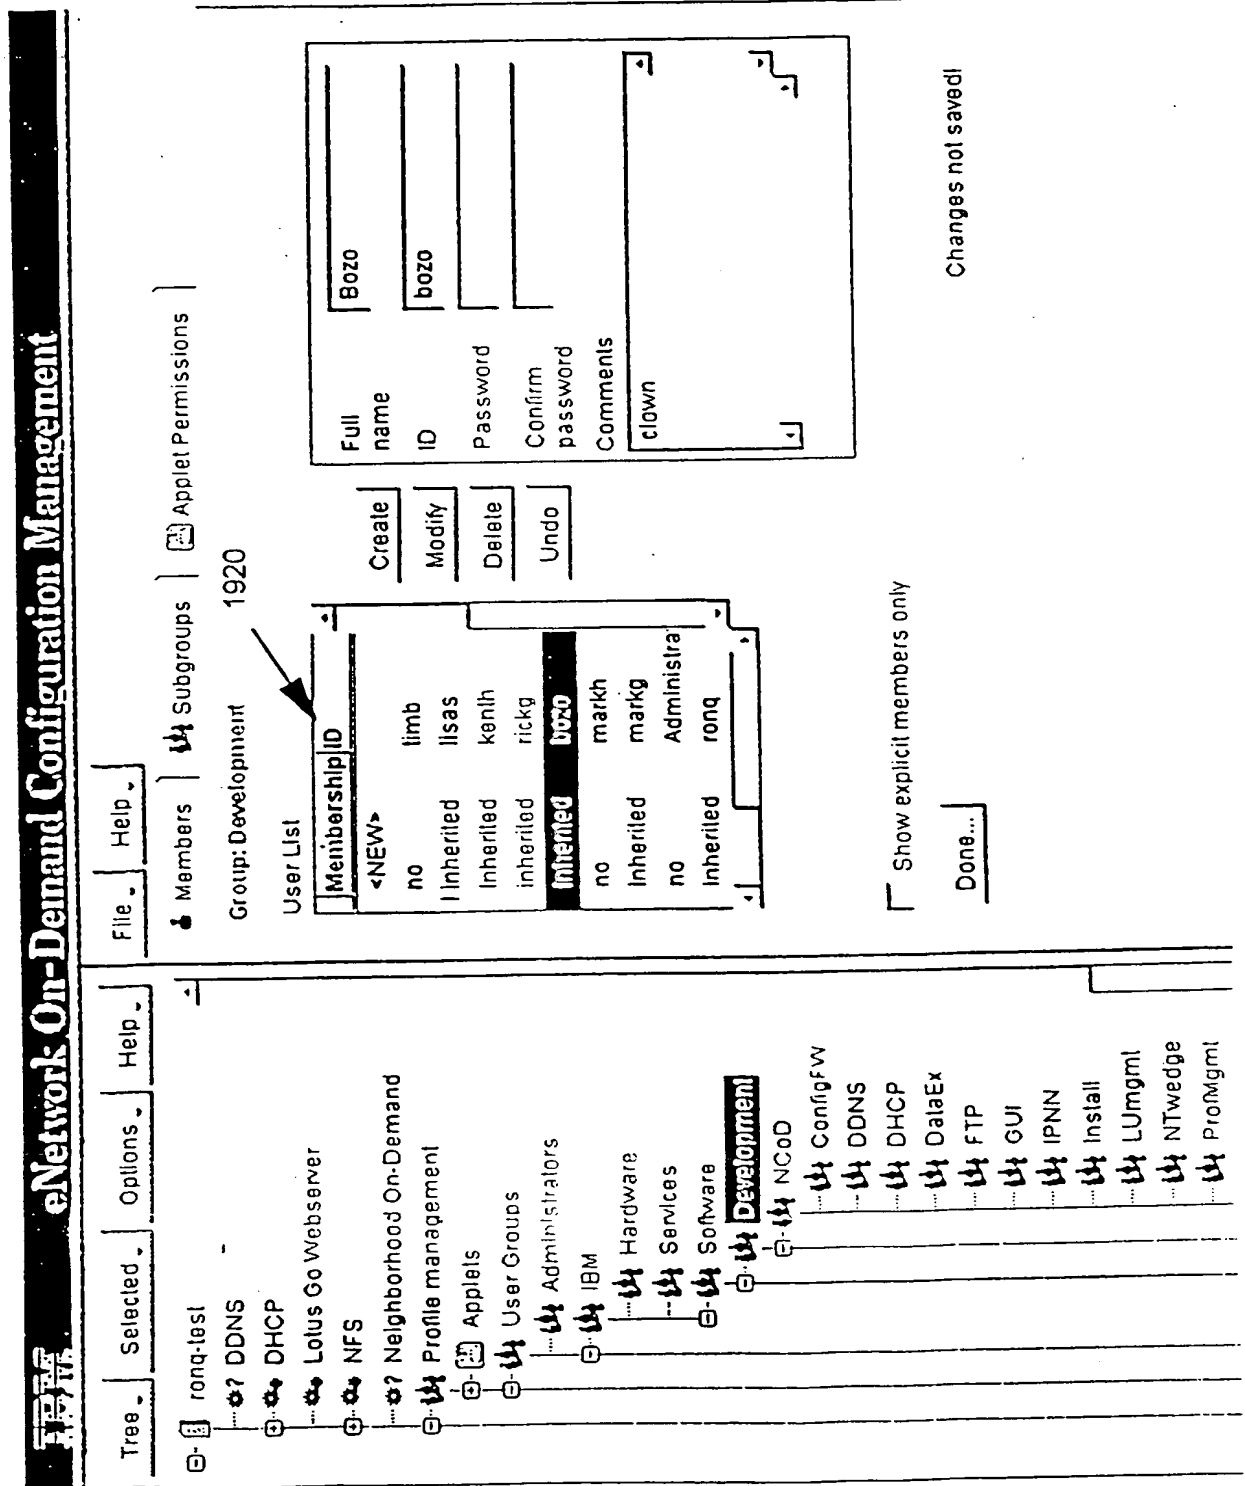 IBM eNetwork On-Demand Configuration Management
Tree Selected Options Help
ronq-test
? DDNS
DHCP
Lotus Go Webserver
NFS
? Neighborhood On-Demand
Profile management
Applets
User Groups
Administrators
IBM
Hardware
Services
Software
Development
NCoD
ConfigFW
DDNS
DHCP
DataEx
FTP
GUI
IPNN
Install
LUmgmt
NTwedge
ProfMgmt
File Help
Members Subgroups Applet Permissions
Group: Development
1920
User List
Membership ID
<NEW>
no timb
Inherited lisas
Inherited kenlh
inherited rickg
Inherited bozo
no markh
Inherited markg
no Administra
Inherited ronq
Show explicit members only
Done...
Create
Modify
Delete
Undo
Full name Bozo
ID bozo
Password
Confirm password
Comments
clown
Changes not saved!